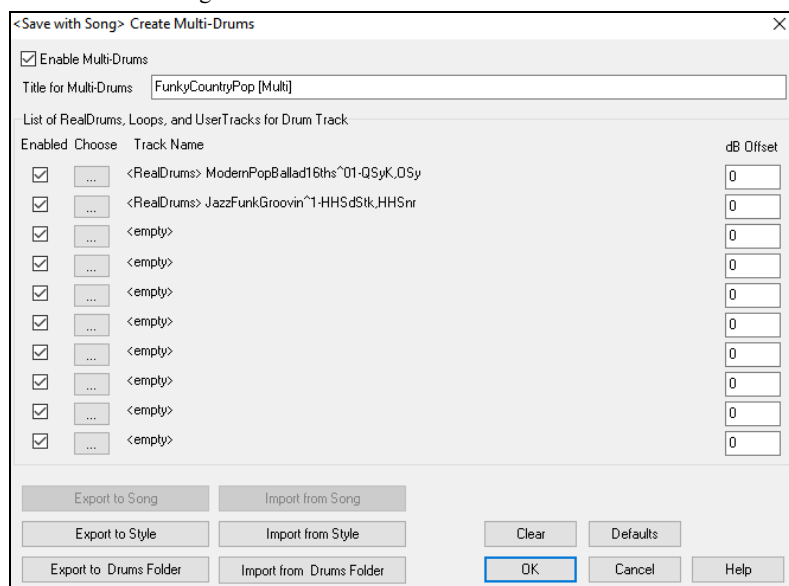 <Save with Song> Create Multi-Drums
Enable Multi-Drums
Title for Multi-Drums FunkyCountryPop [Multi]
List of RealDrums, Loops, and UserTracks for Drum Track
Enabled Choose Track Name dB Offset
... <RealDrums> ModernPopBallad16ths^01-QSyK,OSy 0
... <RealDrums> JazzFunkGroovin^1-HHSdStk,HHSnr 0
... <empty> 0
... <empty> 0
... <empty> 0
... <empty> 0
... <empty> 0
... <empty> 0
... <empty> 0
... <empty> 0
Export to Song Import from Song
Export to Style Import from Style Clear Defaults
Export to Drums Folder Import from Drums Folder OK Cancel Help